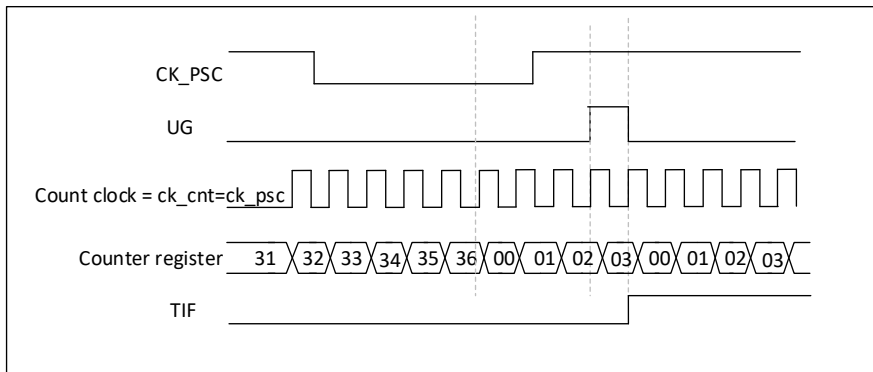 CK_PSC
UG
Count clock = ck_cnt=ck_psc
Counter register 31 32 33 34 35 36 00 01 02 03 00 01 02 03
TIF